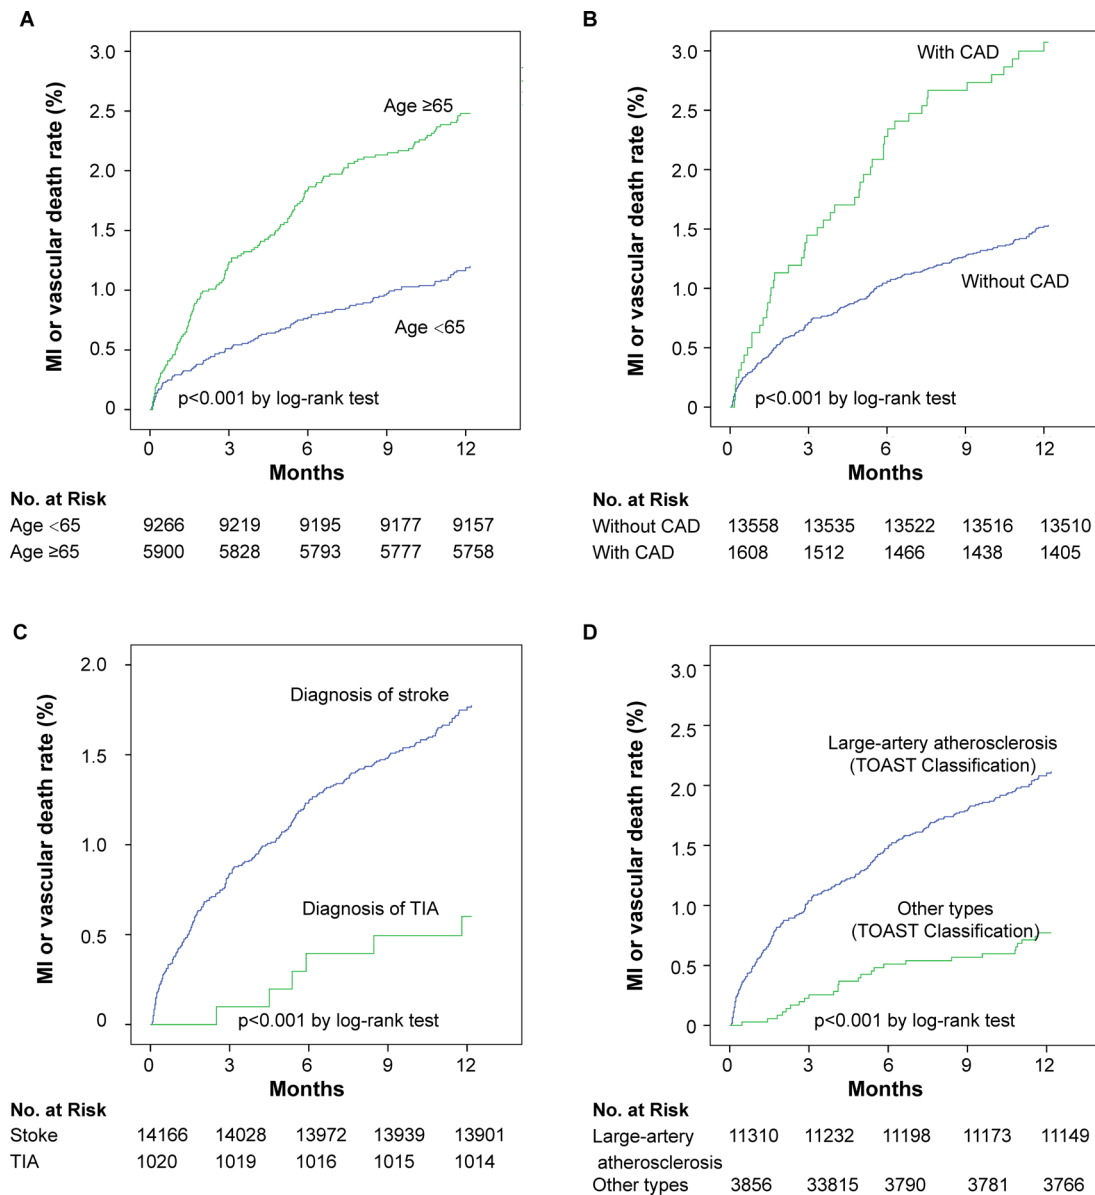 A
MI or vascular death rate (%)
3.0
2.5
2.0
1.5
1.0
0.5
0
Age ≥65
Age <65
p<0.001 by log-rank test
0 3 6 9 12
Months
No. at Risk
Age <65 9266 9219 9195 9177 9157
Age ≥65 5900 5828 5793 5777 5758
B
MI or vascular death rate (%)
3.0
2.5
2.0
1.5
1.0
0.5
0
With CAD
Without CAD
p<0.001 by log-rank test
0 3 6 9 12
Months
No. at Risk
Without CAD 13558 13535 13522 13516 13510
With CAD 1608 1512 1466 1438 1405
C
MI or vascular death rate (%)
2.0
1.5
1.0
0.5
0
Diagnosis of stroke
Diagnosis of TIA
p<0.001 by log-rank test
0 3 6 9 12
Months
No. at Risk
Stoke 14166 14028 13972 13939 13901
TIA 1020 1019 1016 1015 1014
D
MI or vascular death rate (%)
3.0
2.5
2.0
1.5
1.0
0.5
0
Large-artery atherosclerosis
(TOAST Classification)
Other types
(TOAST Classification)
p<0.001 by log-rank test
0 3 6 9 12
Months
No. at Risk
Large-artery 11310 11232 11198 11173 11149
atherosclerosis
Other types 3856 33815 3790 3781 3766